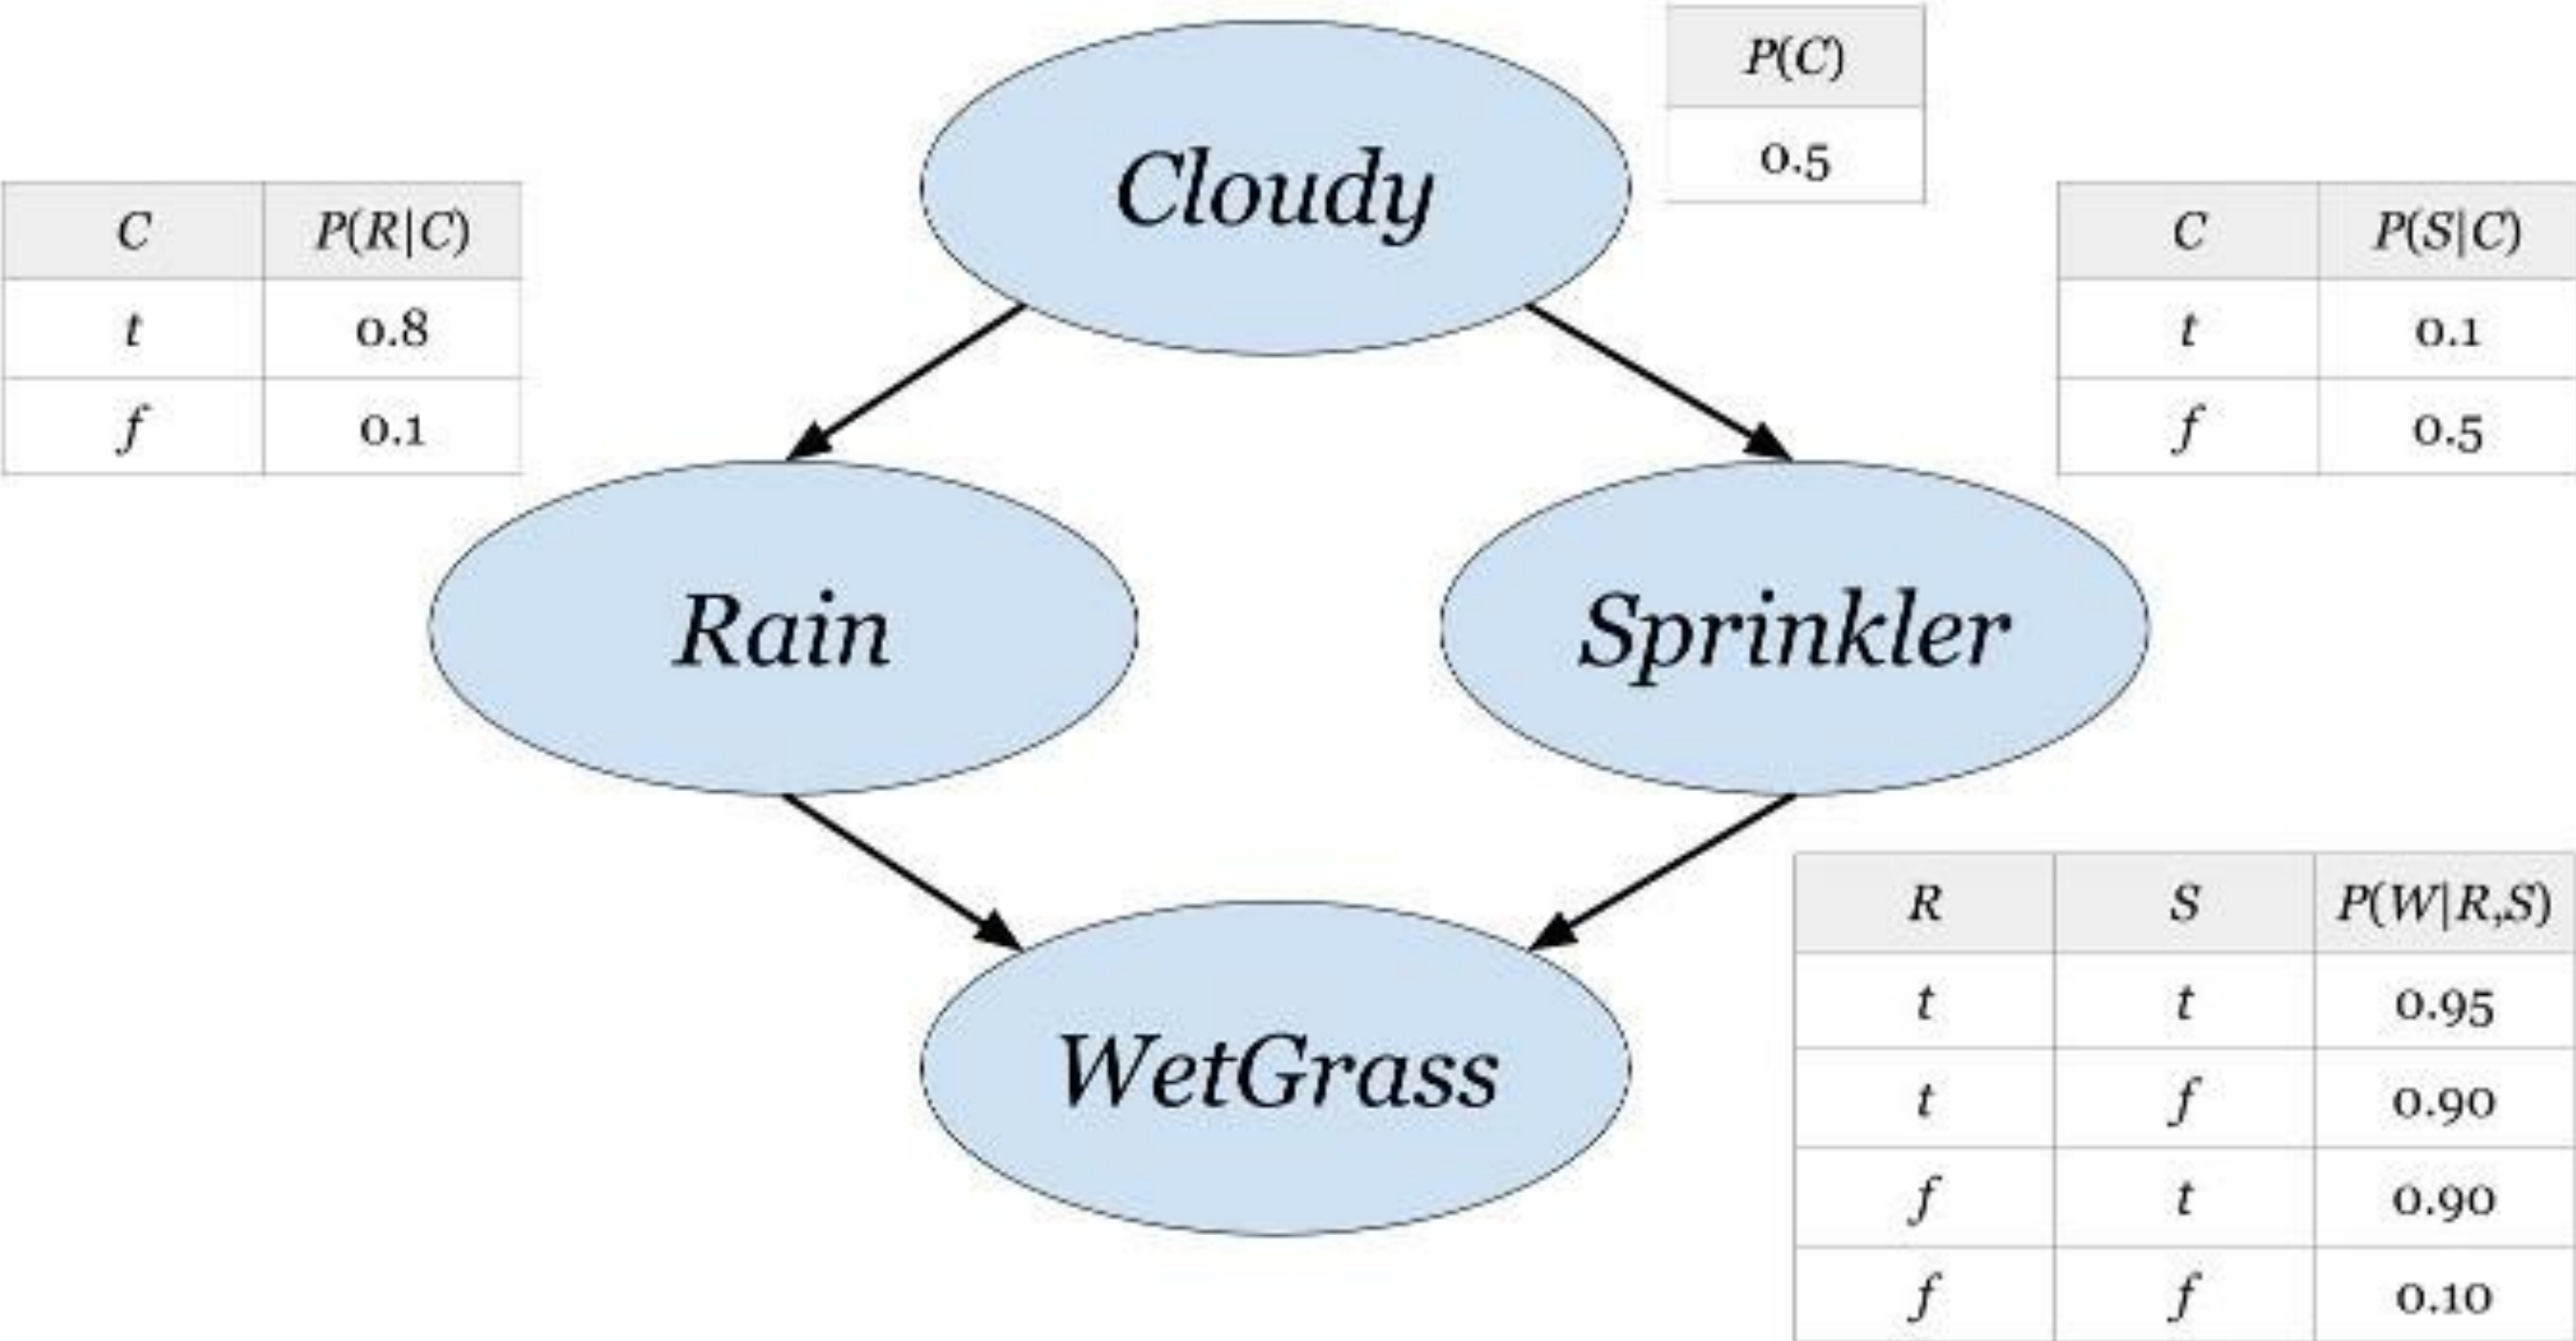 P(C)
0.5
Cloudy
C P(R|C)
t 0.8
f 0.1
C P(S|C)
t 0.1
f 0.5
Rain
Sprinkler
WetGrass
R S P(W|R,S)
t t 0.95
t f 0.90
f t 0.90
f f 0.10